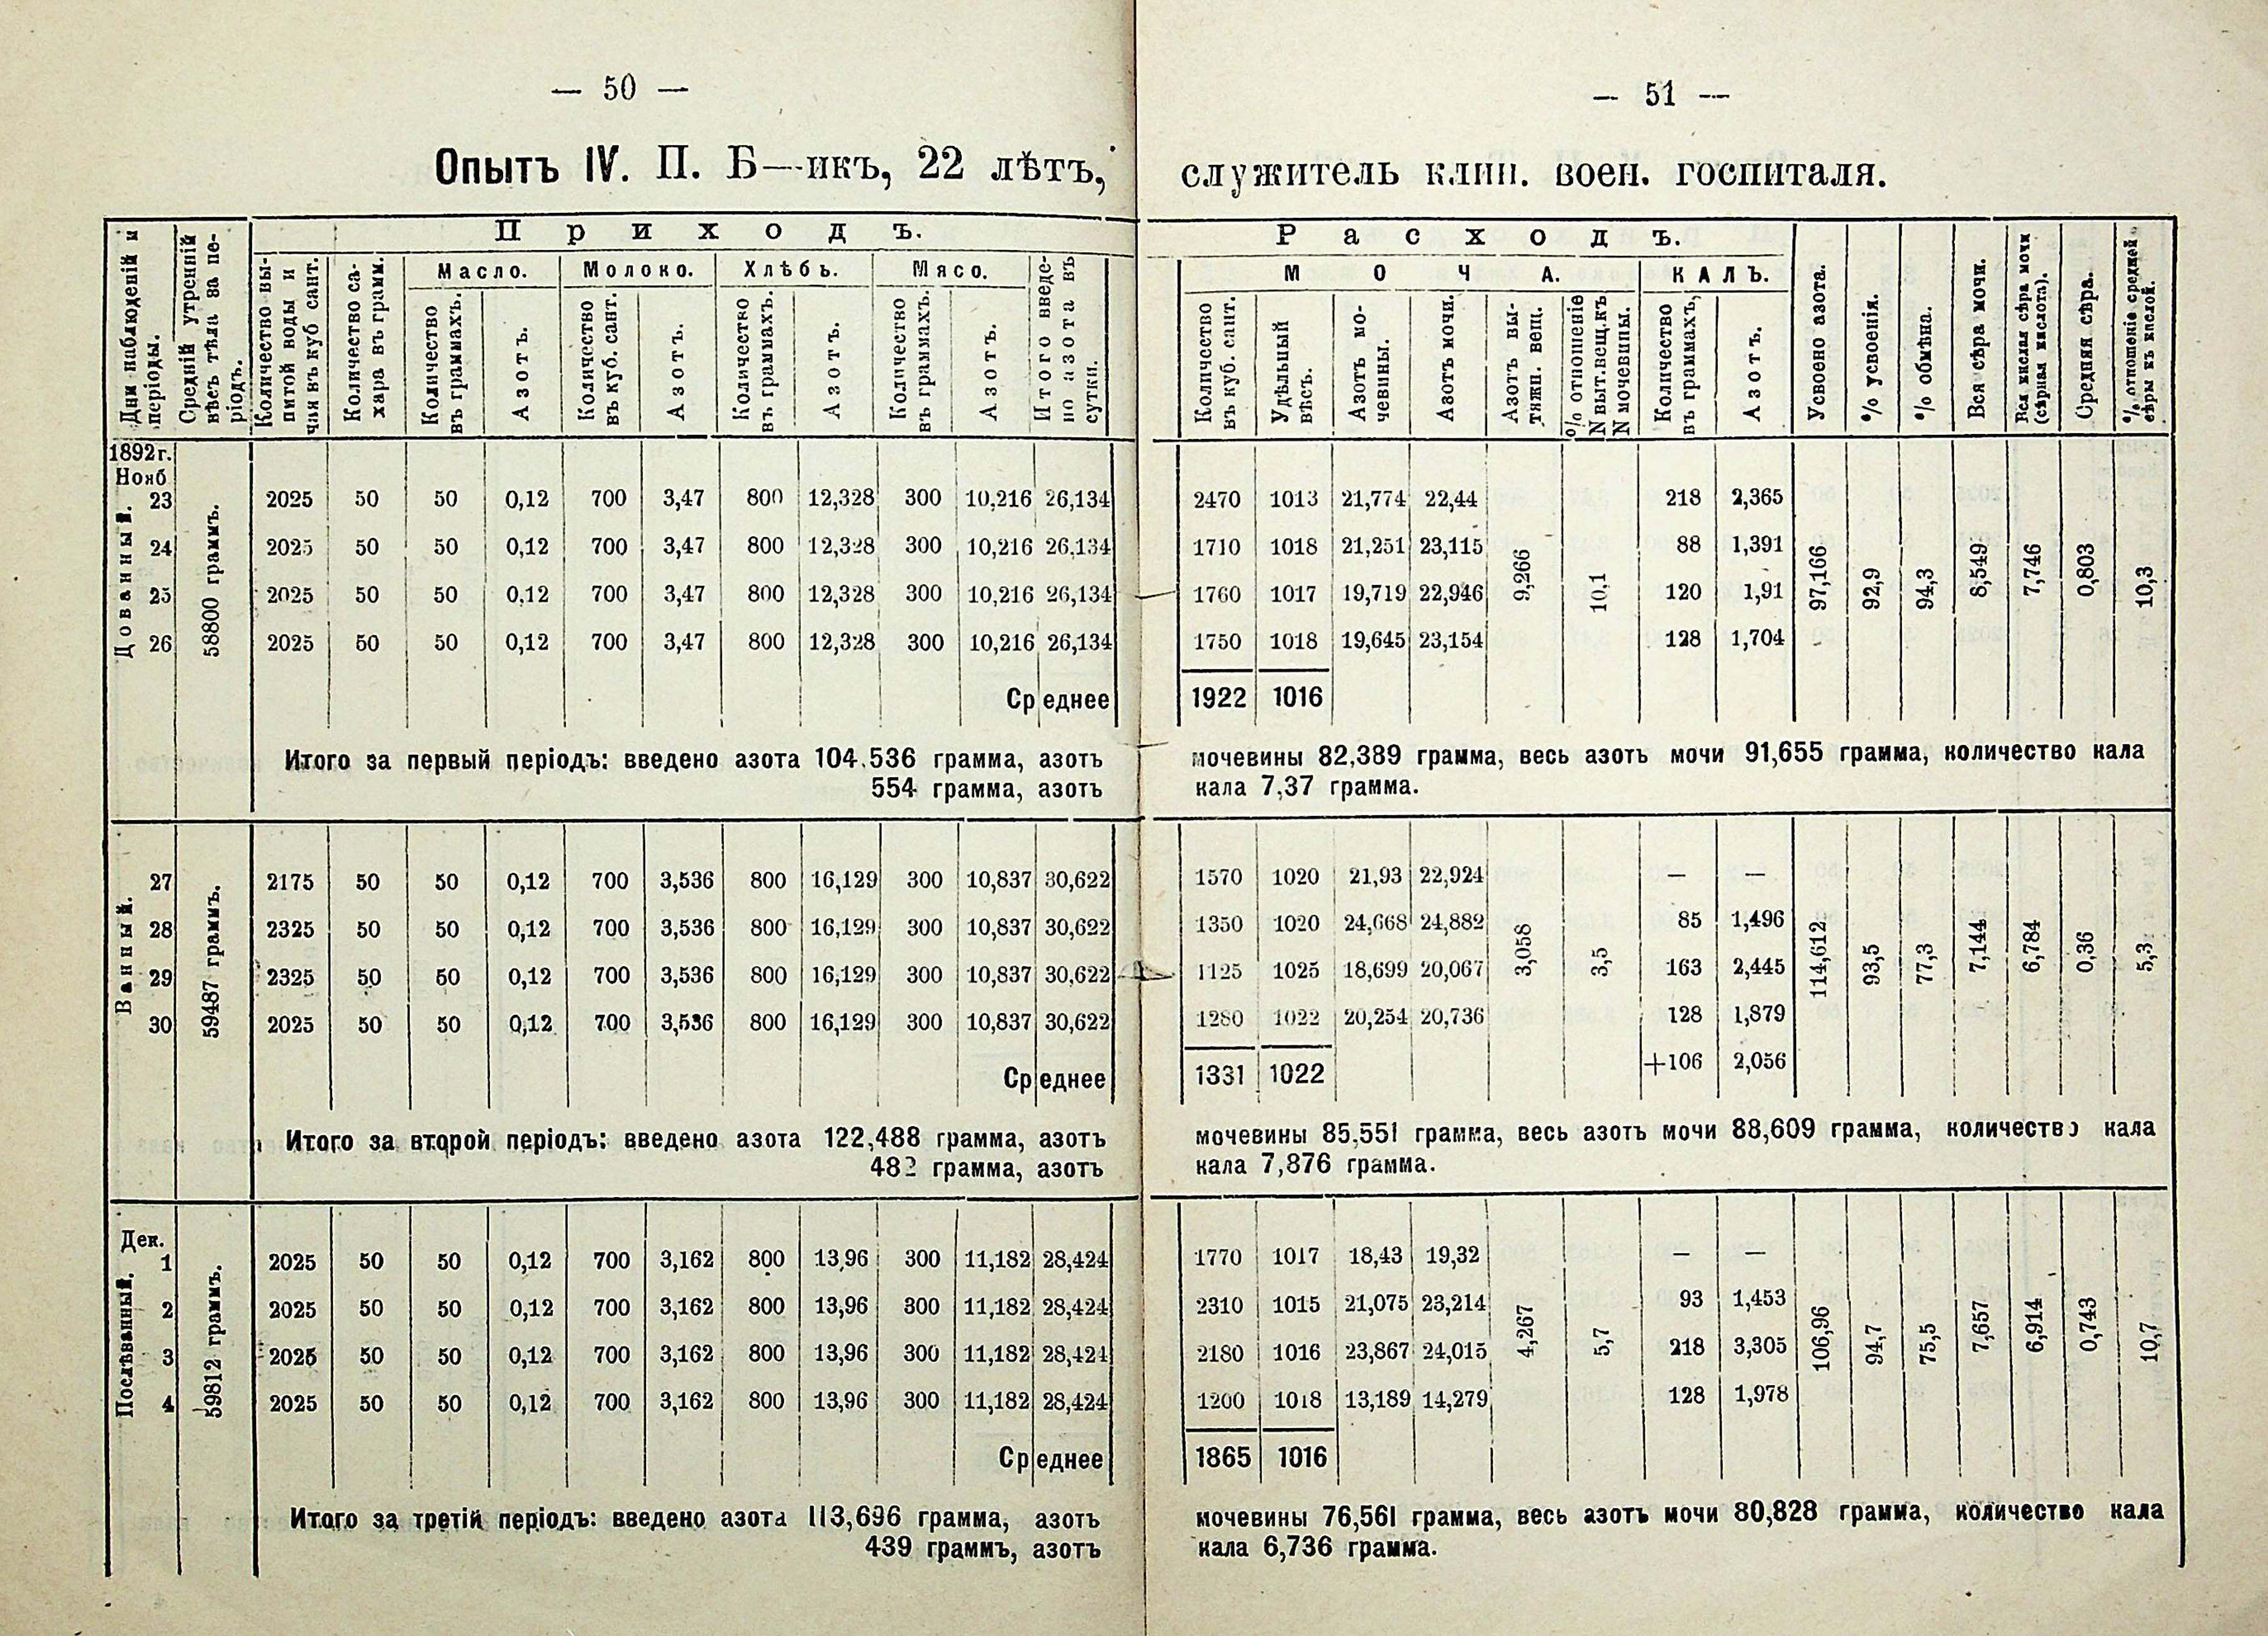 — 50 —
Опытъ IV. П. Б—икъ, 22 лѣтъ,
Приходъ.
Дни наблюденій и періоды.
Средній утренній вѣсъ тѣла за періодъ.
Количество выпитой воды и чая въ куб сант.
Количество сахара въ грамм.
Масло.
Молоко.
Хлѣбъ.
Мясо.
Итого введено азота въ сутки.
Количество въ граммахъ.
Азотъ.
Количество въ куб. сант.
Азотъ.
Количество въ граммахъ.
Азотъ.
Количество въ граммахъ.
Азотъ.
1892г.
Нояб
Дованный.
58800 граммъ.
23 2025 50 50 0,12 700 3,47 800 12,328 300 10,216 26,134
24 2025 50 50 0,12 700 3,47 800 12,328 300 10,216 26,134
25 2025 50 50 0,12 700 3,47 800 12,328 300 10,216 26,134
26 2025 50 50 0,12 700 3,47 800 12,328 300 10,216 26,134
Среднее
Итого за первый періодъ: введено азота 104.536 грамма, азотъ
554 грамма, азотъ
Ванный.
59487 граммъ.
27 2175 50 50 0,12 700 3,536 800 16,129 300 10,837 30,622
28 2325 50 50 0,12 700 3,536 800 16,129 300 10,837 30,622
29 2325 50 50 0,12 700 3,536 800 16,129 300 10,837 30,622
30 2025 50 50 0,12 700 3,536 800 16,129 300 10,837 30,622
Среднее
Итого за второй періодъ: введено азота 122,488 грамма, азотъ
482 грамма, азотъ
Дек.
Послѣванный.
59812 граммъ.
1 2025 50 50 0,12 700 3,162 800 13,96 300 11,182 28,424
2 2025 50 50 0,12 700 3,162 800 13,96 300 11,182 28,424
3 2025 50 50 0,12 700 3,162 800 13,96 300 11,182 28,424
4 2025 50 50 0,12 700 3,162 800 13,96 300 11,182 28,424
Среднее
Итого за третій періодъ: введено азота 113,696 грамма, азотъ
439 граммъ, азотъ
— 51 —
служитель клин. воен. госпиталя.
Расходъ.
МОЧА.
КАЛЪ.
Количество въ куб. сант.
Удѣльный вѣсъ.
Азотъ мочевины.
Азотъ мочи.
Азотъ вытяжн. вещ.
% отношеніе N выт.вещ.къ N мочевины.
Количество въ граммахъ,
Азотъ.
Усвоено азота.
% усвоенія.
% обмѣна.
Вся сѣра мочи.
Вся кислая сѣра мочи (сѣрная кислота).
Средняя сѣра.
% отношеніе средней сѣры къ кислой.
2470 1013 21,774 22,44 218 2,365
1710 1018 21,251 23,115 88 1,391
1760 1017 19,719 22,946 120 1,91
1750 1018 19,645 23,154 128 1,704
9,266 10,1 97,166 92,9 94,3 8,549 7,746 0,803 10,3
1922 1016
мочевины 82,389 грамма, весь азотъ мочи 91,655 грамма, количество кала
кала 7,37 грамма.
1570 1020 21,93 22,924 — —
1350 1020 24,668 24,882 85 1,496
1125 1025 18,699 20,067 163 2,445
1280 1022 20,254 20,736 128 1,879
+106 2,056
3,058 3,5 114,612 93,5 77,3 7,144 6,784 0,36 5,3
1331 1022
мочевины 85,551 грамма, весь азотъ мочи 88,609 грамма, количество кала
кала 7,876 грамма.
1770 1017 18,43 19,32 — —
2310 1015 21,075 23,214 93 1,453
2180 1016 23,867 24,015 218 3,305
1200 1018 13,189 14,279 128 1,978
4,267 5,7 106,96 94,7 75,5 7,657 6,914 0,743 10,7
1865 1016
мочевины 76,561 грамма, весь азотъ мочи 80,828 грамма, количество кала
кала 6,736 грамма.